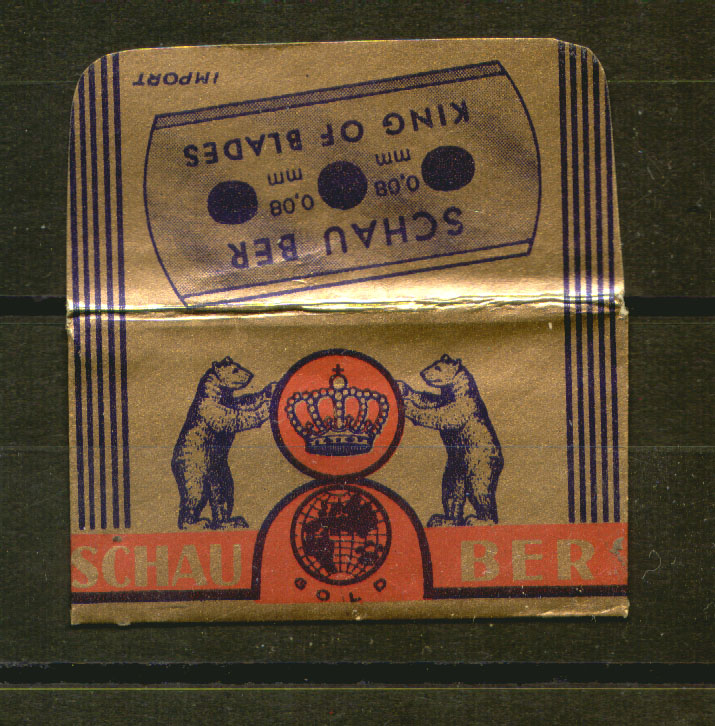 IMPORT
KING OF BLADES
0,08 mm
0,08 mm
SCHAU BER
SCHAU BER
GOLD